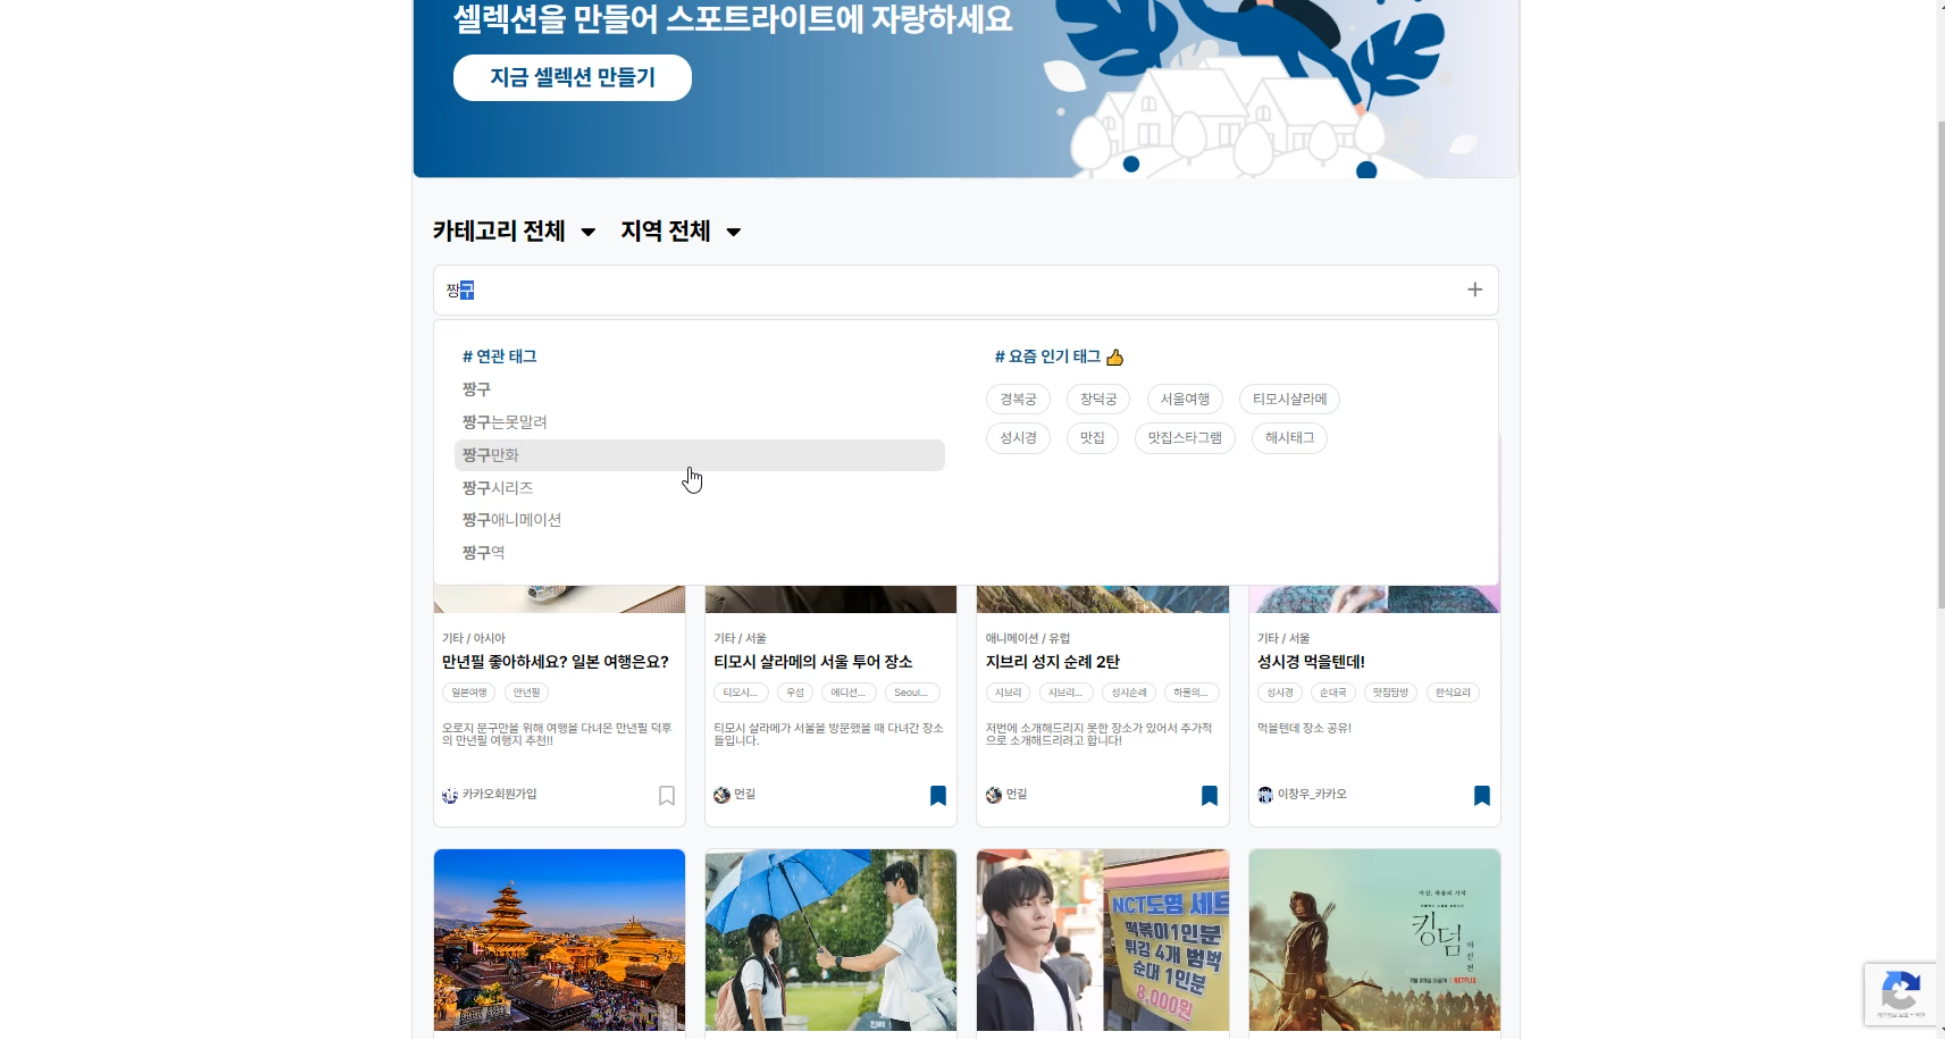 셀렉션을 만들어 스포트라이트에 자랑하세요
지금 셀렉션 만들기
카테고리 전체
지역 전체
짱구
# 연관 태그
짱구
짱구는못말려
짱구만화
짱구시리즈
짱구애니메이션
짱구역
# 요즘 인기 태그 👍
경복궁 창덕궁 서울여행 티모시샬라메
성시경 맛집 맛집스타그램 해시태그
기타 / 아시아
만년필 좋아하세요? 일본 여행은요?
일본여행 만년필
오로지 문구만을 위해 여행을 다녀온 만년필 덕후
의 만년필 여행지 추천!!
카카오회원가입
기타 / 서울
티모시 샬라메의 서울 투어 장소
티모시... 우성 에디션... Seoul...
티모시 샬라메가 서울을 방문했을 때 다녀간 장소
들입니다.
먼길
애니메이션 / 유럽
지브리 성지 순례 2탄
지브리 지브리... 성지순례 하울의...
저번에 소개해드리지 못한 장소가 있어서 추가적
으로 소개해드리려고 합니다!
먼길
기타 / 서울
성시경 먹을텐데!
성시경 순대국 맛집탐방 한식요리
먹을텐데 장소 공유!
이창우_카카오
NCT도영 세트
떡볶이1인분
튀김 4개 범벅
순대 1인분
8,000원
킹덤
아신전
NETFLIX